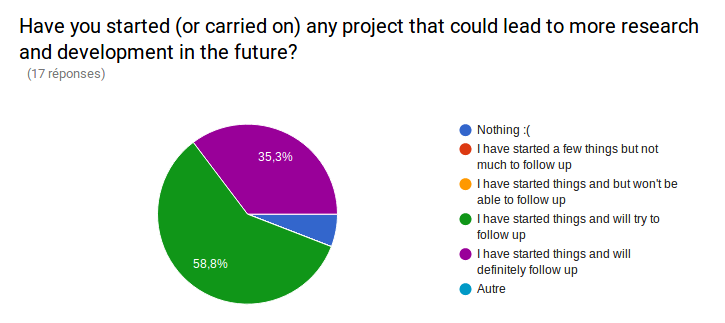 Have you started (or carried on) any project that could lead to more research
and development in the future?
(17 réponses)
35,3%
58,8%
Nothing :(
I have started a few things but not
much to follow up
I have started things and but won't be
able to follow up
I have started things and will try to
follow up
I have started things and will
definitely follow up
Autre